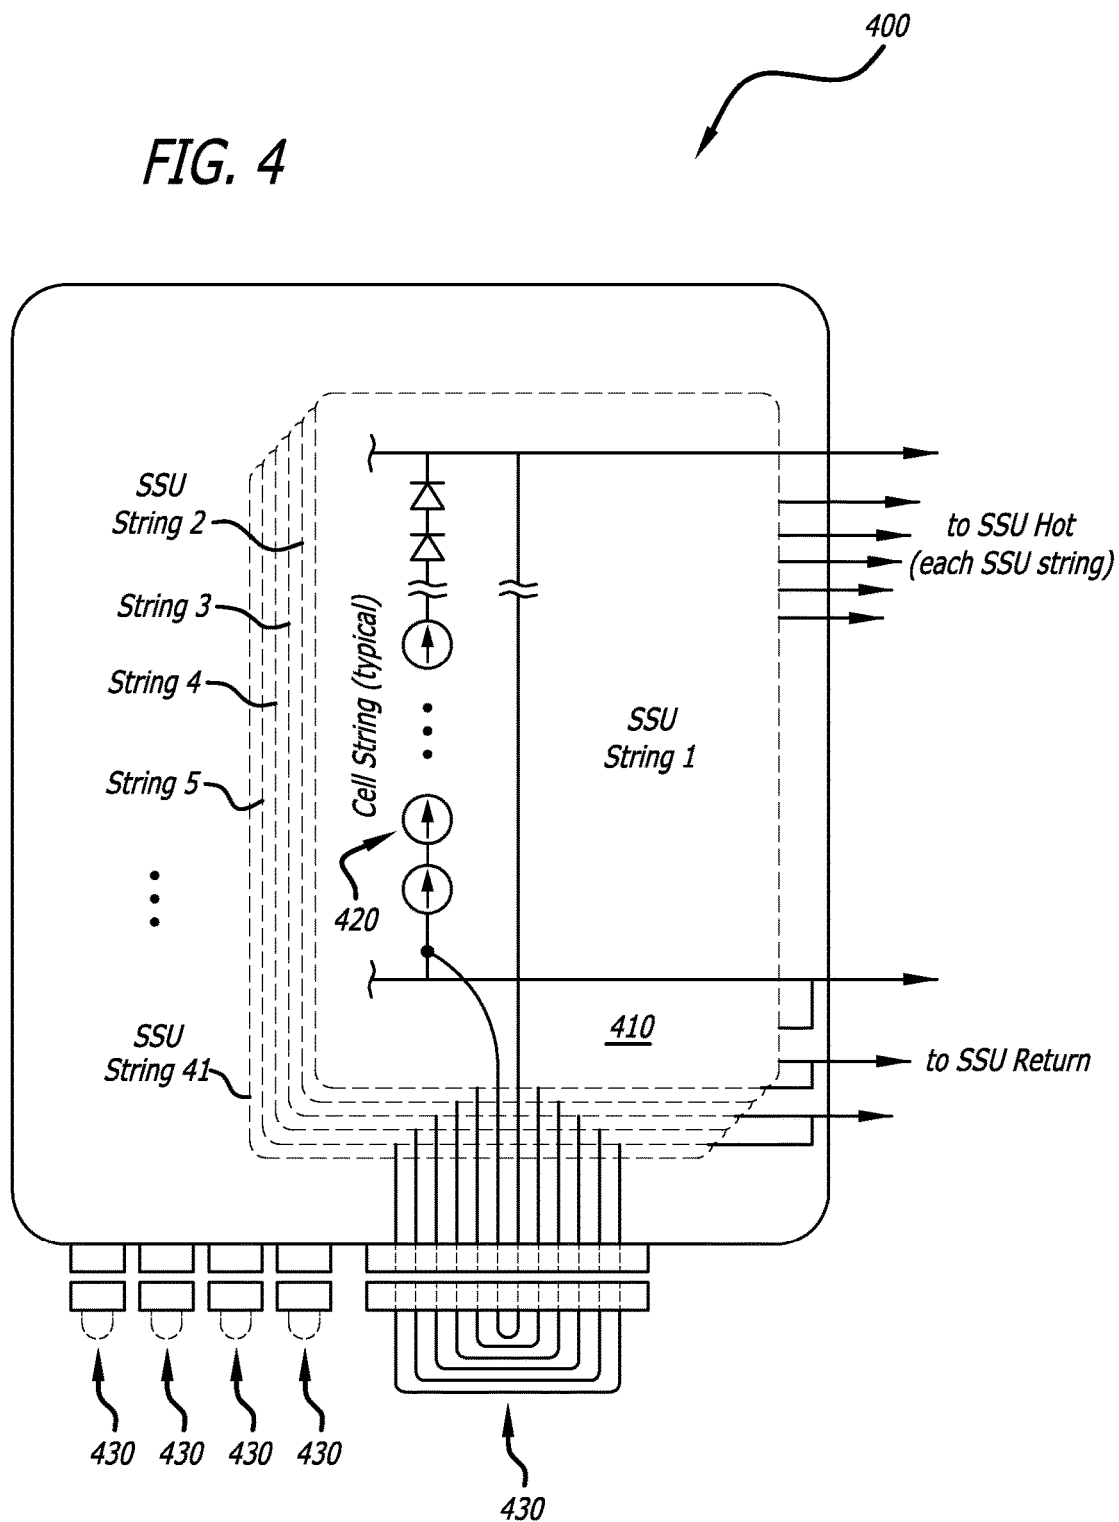 400
FIG. 4
SSU
String 2
to SSU Hot
(each SSU string)
String 3
Cell String (typical)
String 4
SSU
String 1
String 5
420
SSU
String 41
410
to SSU Return
430
430
430
430
430